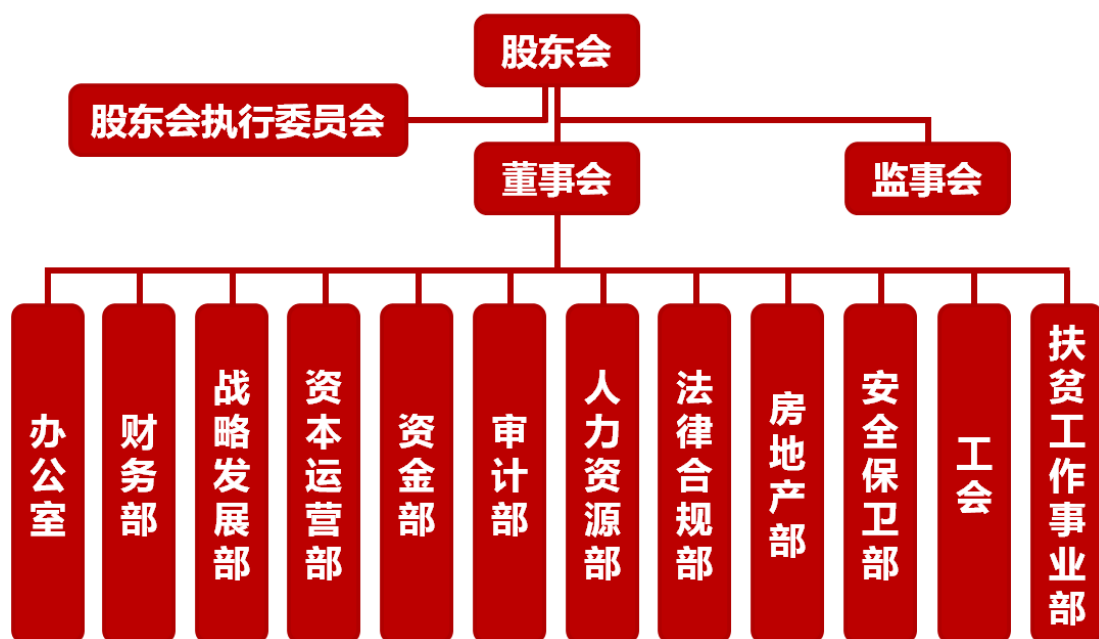 股东会
股东会执行委员会
董事会
监事会
办公室
财务部
战略发展部
资本运营部
资金部
审计部
人力资源部
法律合规部
房地产部
安全保卫部
工会
扶贫工作事业部